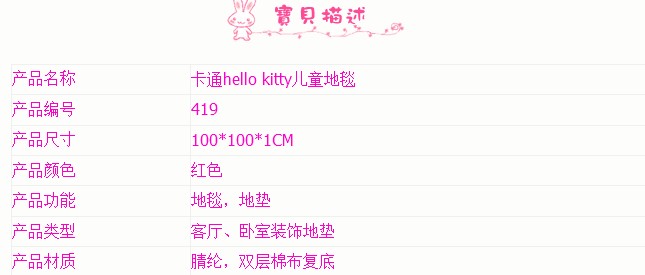 寶貝描述
产品名称 卡通hello kitty儿童地毯
产品编号 419
产品尺寸 100*100*1CM
产品颜色 红色
产品功能 地毯，地垫
产品类型 客厅、卧室装饰地垫
产品材质 腈纶，双层棉布复底